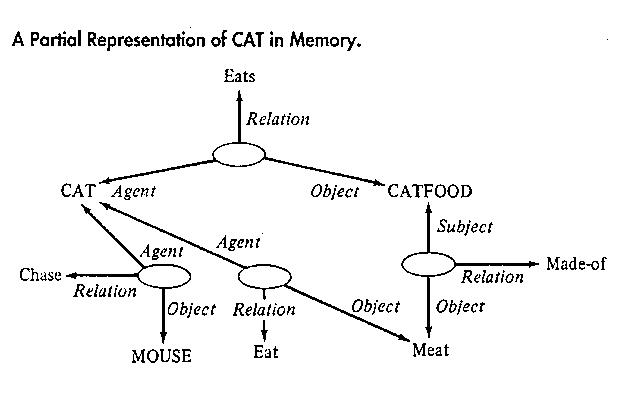 A Partial Representation of CAT in Memory.
Eats
Relation
CAT Agent Object CATFOOD
Subject
Agent Agent
Chase Relation Relation Made-of
Object Relation Object Object
MOUSE Eat Meat